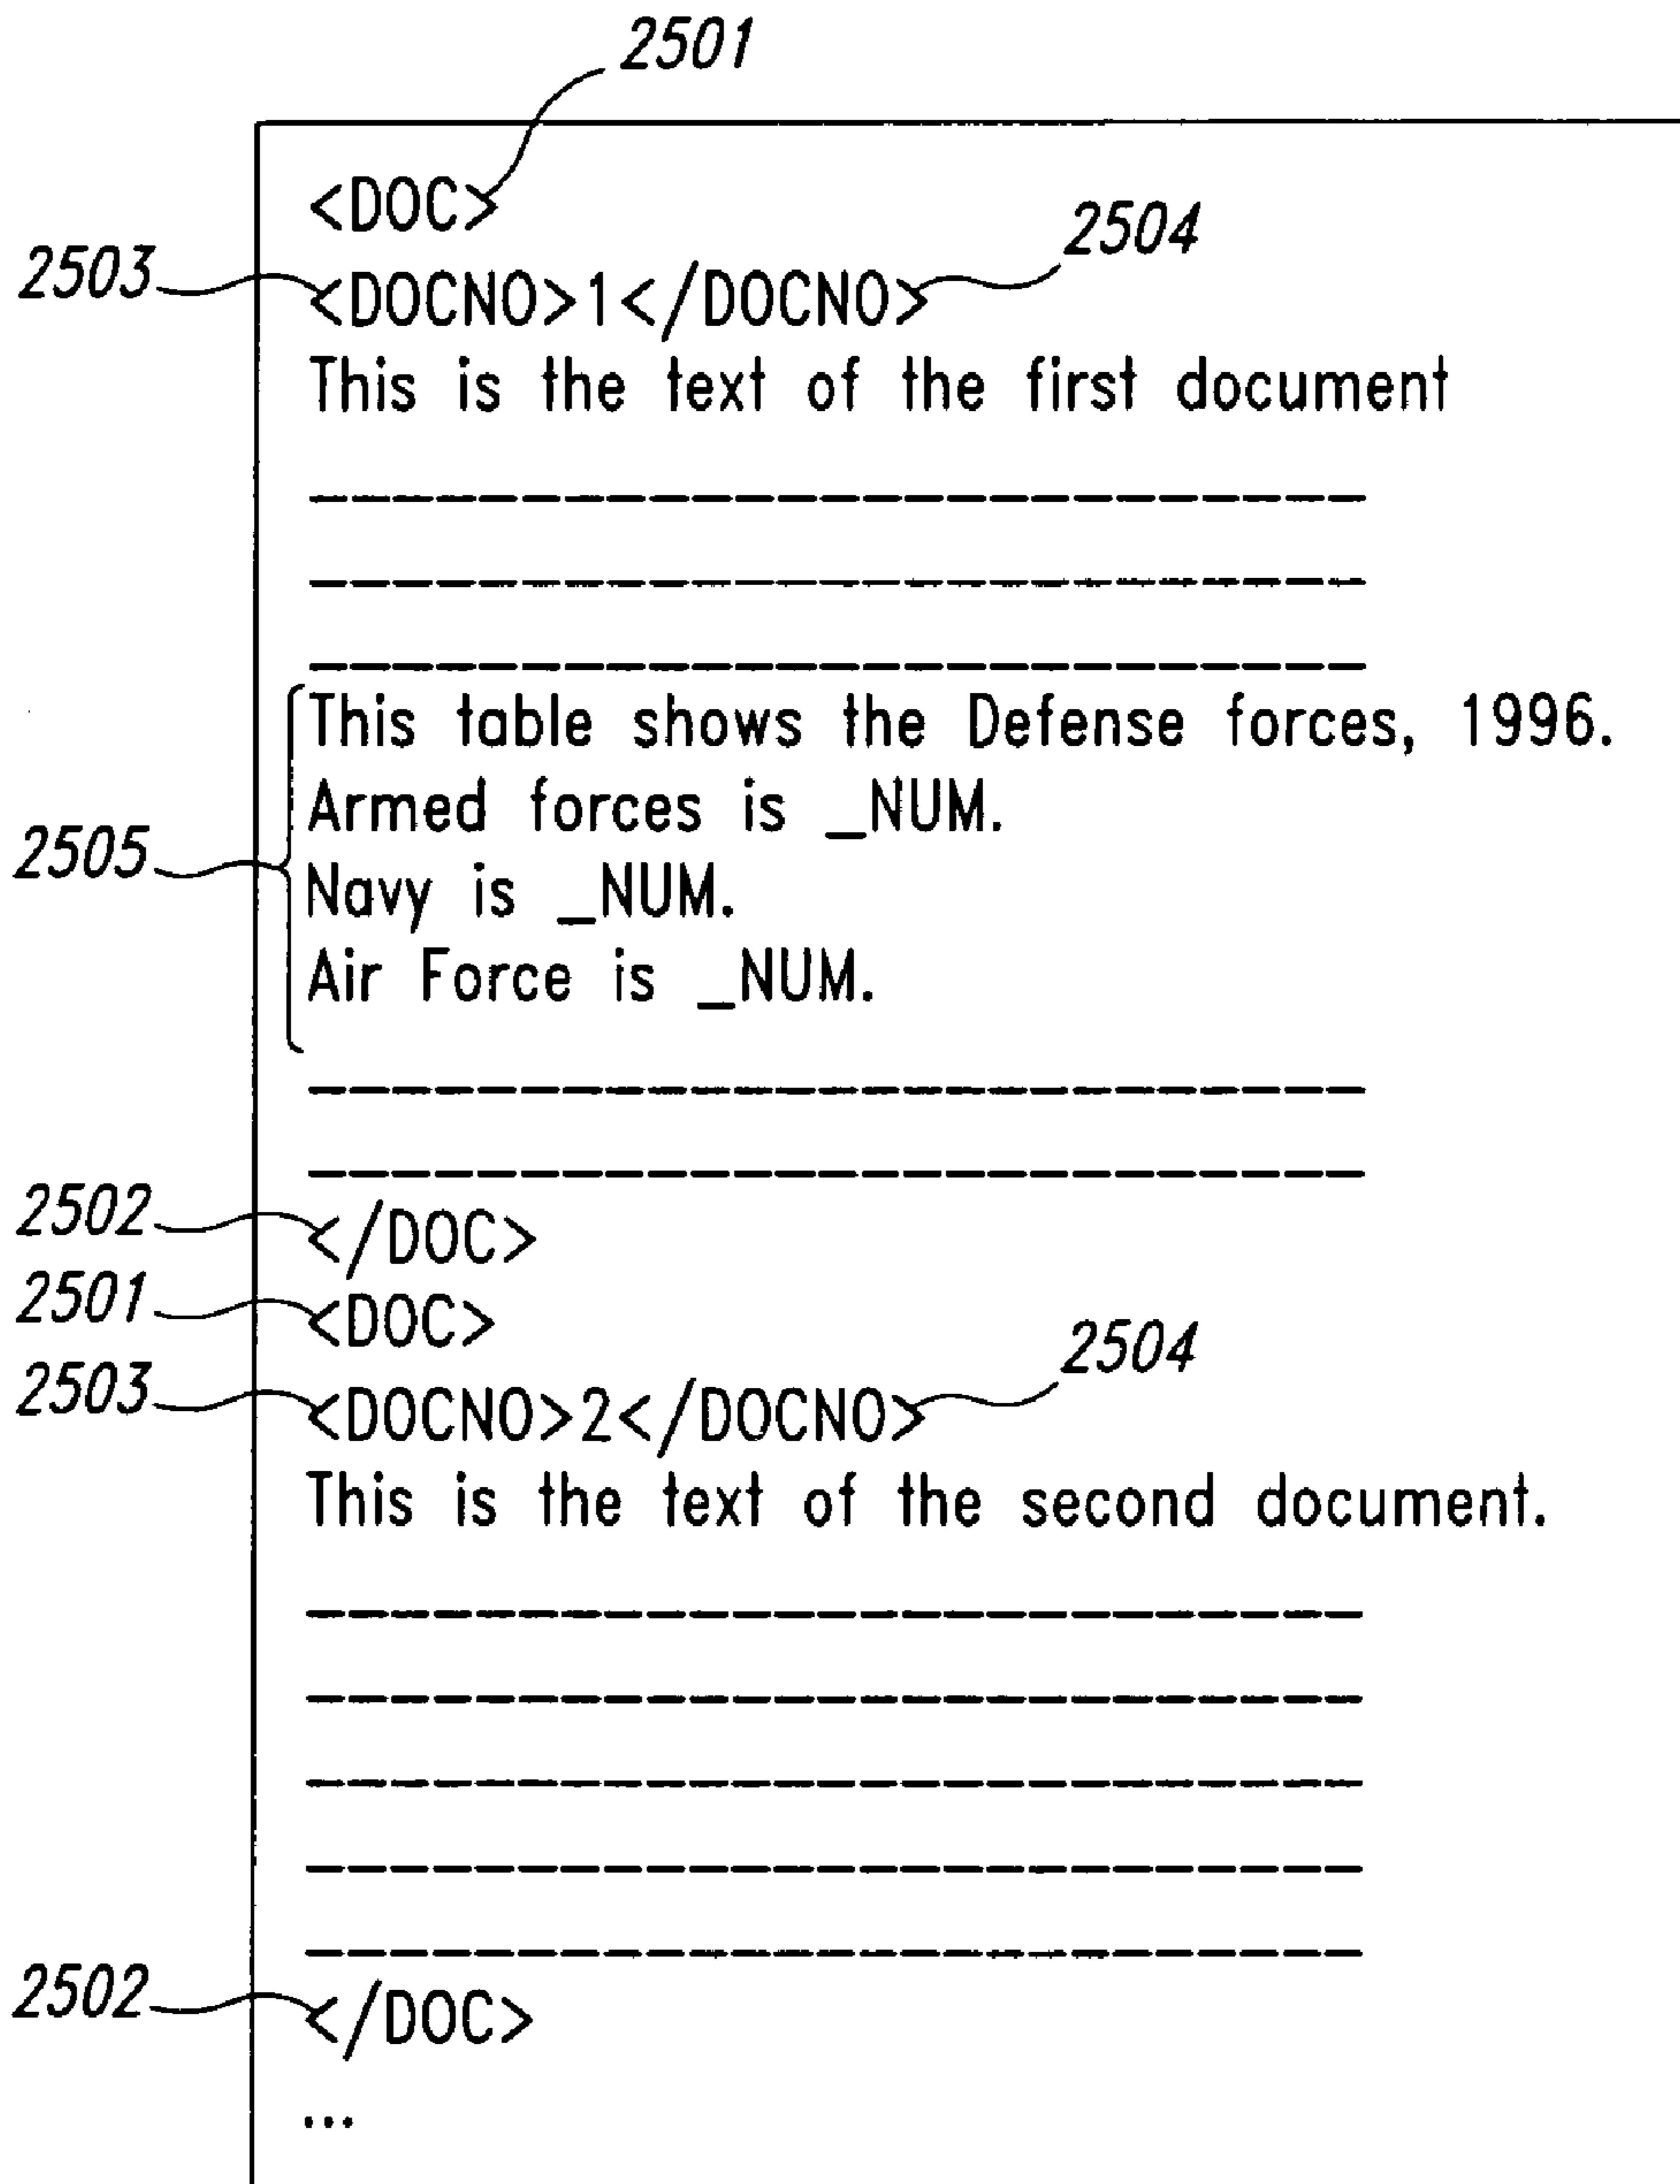 2501
<DOC>
2503 <DOCNO>1</DOCNO> 2504
This is the text of the first document
-------------------------
-------------------------
-------------------------
This table shows the Defense forces, 1996.
Armed forces is _NUM.
2505
Navy is _NUM.
Air Force is _NUM.
-------------------------
-------------------------
2502 </DOC>
2501 <DOC>
2503 <DOCNO>2</DOCNO> 2504
This is the text of the second document.
-------------------------
-------------------------
-------------------------
-------------------------
-------------------------
2502 </DOC>
...